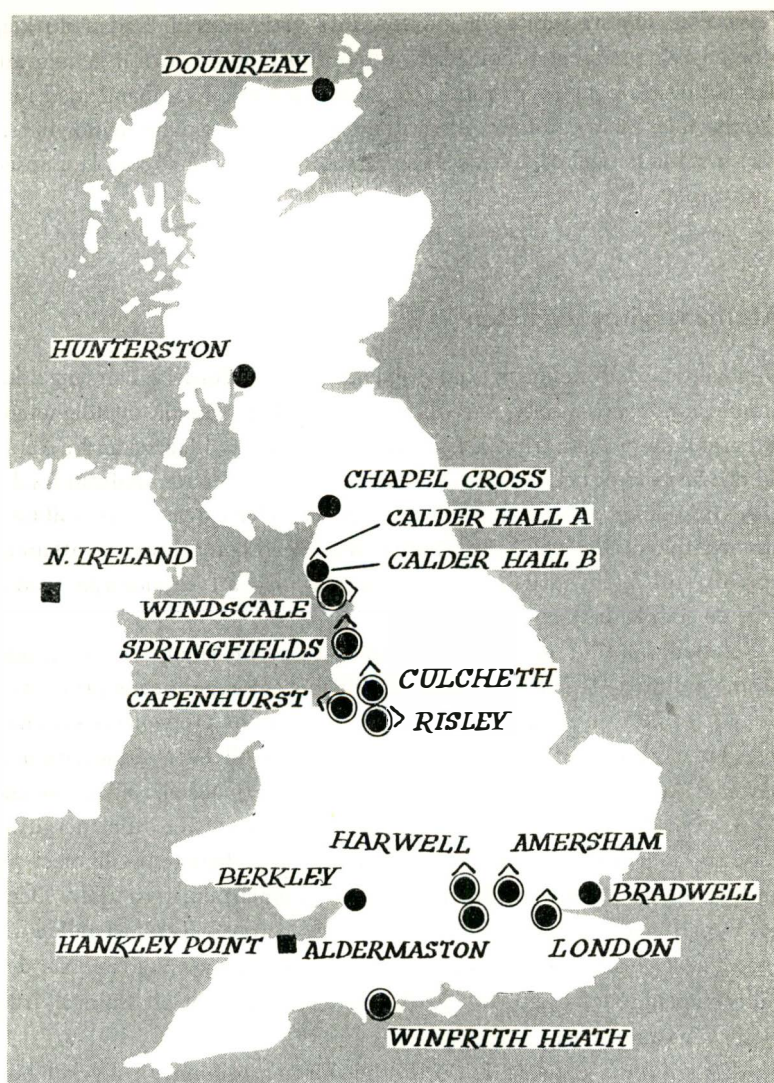 DOUNREAY
HUNTERSTON
CHAPEL CROSS
CALDER HALL A
N. IRELAND
CALDER HALL B
WINDSCALE
SPRINGFIELDS
CULCHETH
CAPENHURST
RISLEY
HARWELL
AMERSHAM
BERKLEY
BRADWELL
HANKLEY POINT
ALDERMASTON
LONDON
WINFRITH HEATH